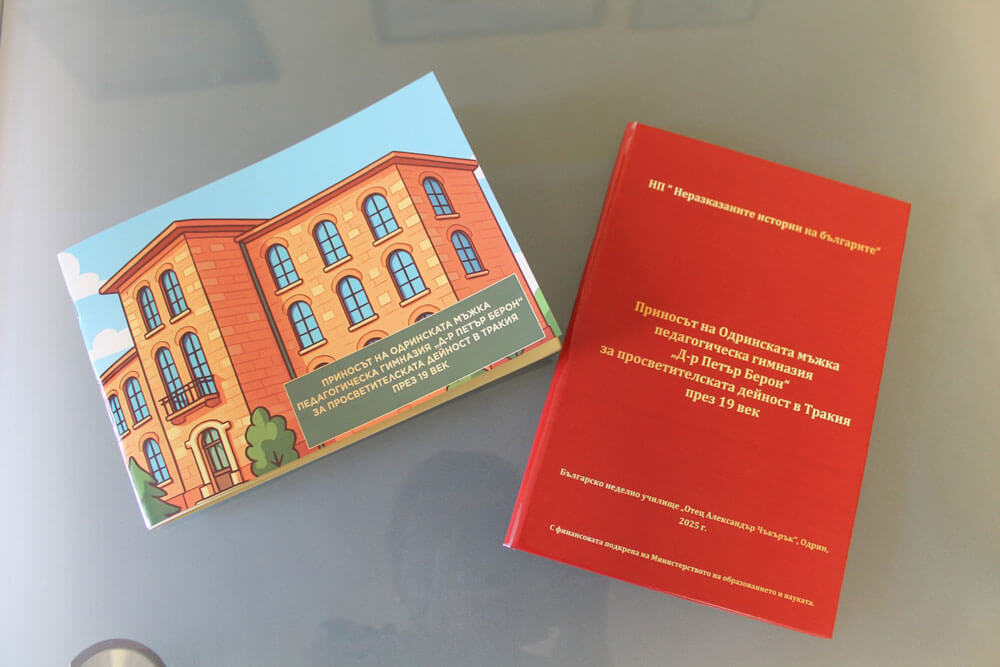 ПРИНОСЪТ НА ОДРИНСКАТА МЪЖКА
ПЕДАГОГИЧЕСКА ГИМНАЗИЯ „Д-Р ПЕТЪР БЕРОН“
ЗА ПРОСВЕТИТЕЛСКАТА ДЕЙНОСТ В ТРАКИЯ
ПРЕЗ 19 ВЕК
НП “ Неразказаните истории на българите“
Приносът на Одринската мъжка
педагогическа гимназия
„Д-р Петър Берон“
за просветителската дейност в Тракия
през 19 век
Българско неделно училище „Отец Александър Чъкърък“, Одрин,
2025 г.
С финансовата подкрепа на Министерството на образованието и науката.